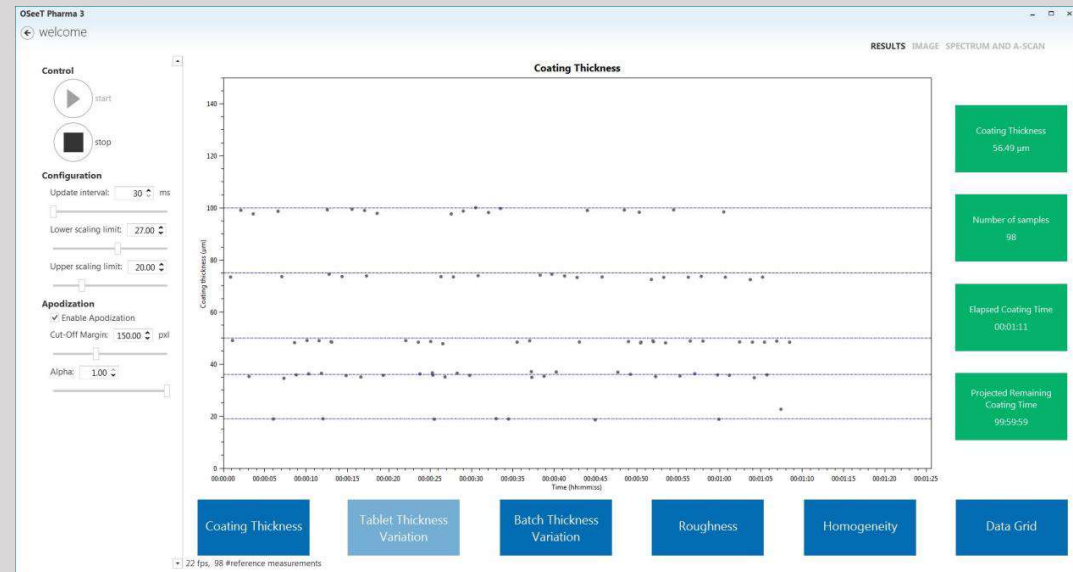 OSeeT Pharma 3
welcome
RESULTS IMAGE SPECTRUM AND A-SCAN
Control
start
stop
Configuration
Update interval: 30 ms
Lower scaling limit: 27.00
Upper scaling limit: 20.00
Apodization
Enable Apodization
Cut-Off Margin: 150.00 pxl
Alpha: 1.00
Coating Thickness
Coating thickness (µm)
140
120
100
80
60
40
20
0
00:00:00 00:00:05 00:00:10 00:00:15 00:00:20 00:00:25 00:00:30 00:00:35 00:00:40 00:00:45 00:00:50 00:00:55 00:01:00 00:01:05 00:01:10 00:01:15 00:01:20 00:01:25
Time (hh:mm:ss)
Coating Thickness
56.49 µm
Number of samples
98
Elapsed Coating Time
00:01:11
Projected Remaining
Coating Time
99:59:59
Coating Thickness
Tablet Thickness
Variation
Batch Thickness
Variation
Roughness
Homogeneity
Data Grid
22 fps, 98 #reference measurements